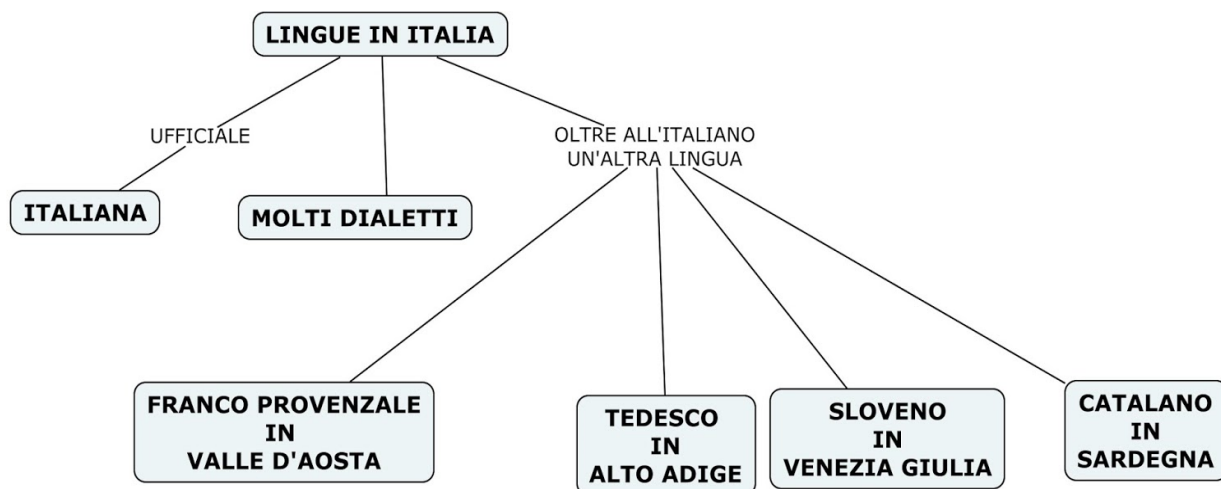 LINGUE IN ITALIA
UFFICIALE
OLTRE ALL'ITALIANO
UN'ALTRA LINGUA
ITALIANA
MOLTI DIALETTI
FRANCO PROVENZALE
IN
VALLE D'AOSTA
TEDESCO
IN
ALTO ADIGE
SLOVENO
IN
VENEZIA GIULIA
CATALANO
IN
SARDEGNA